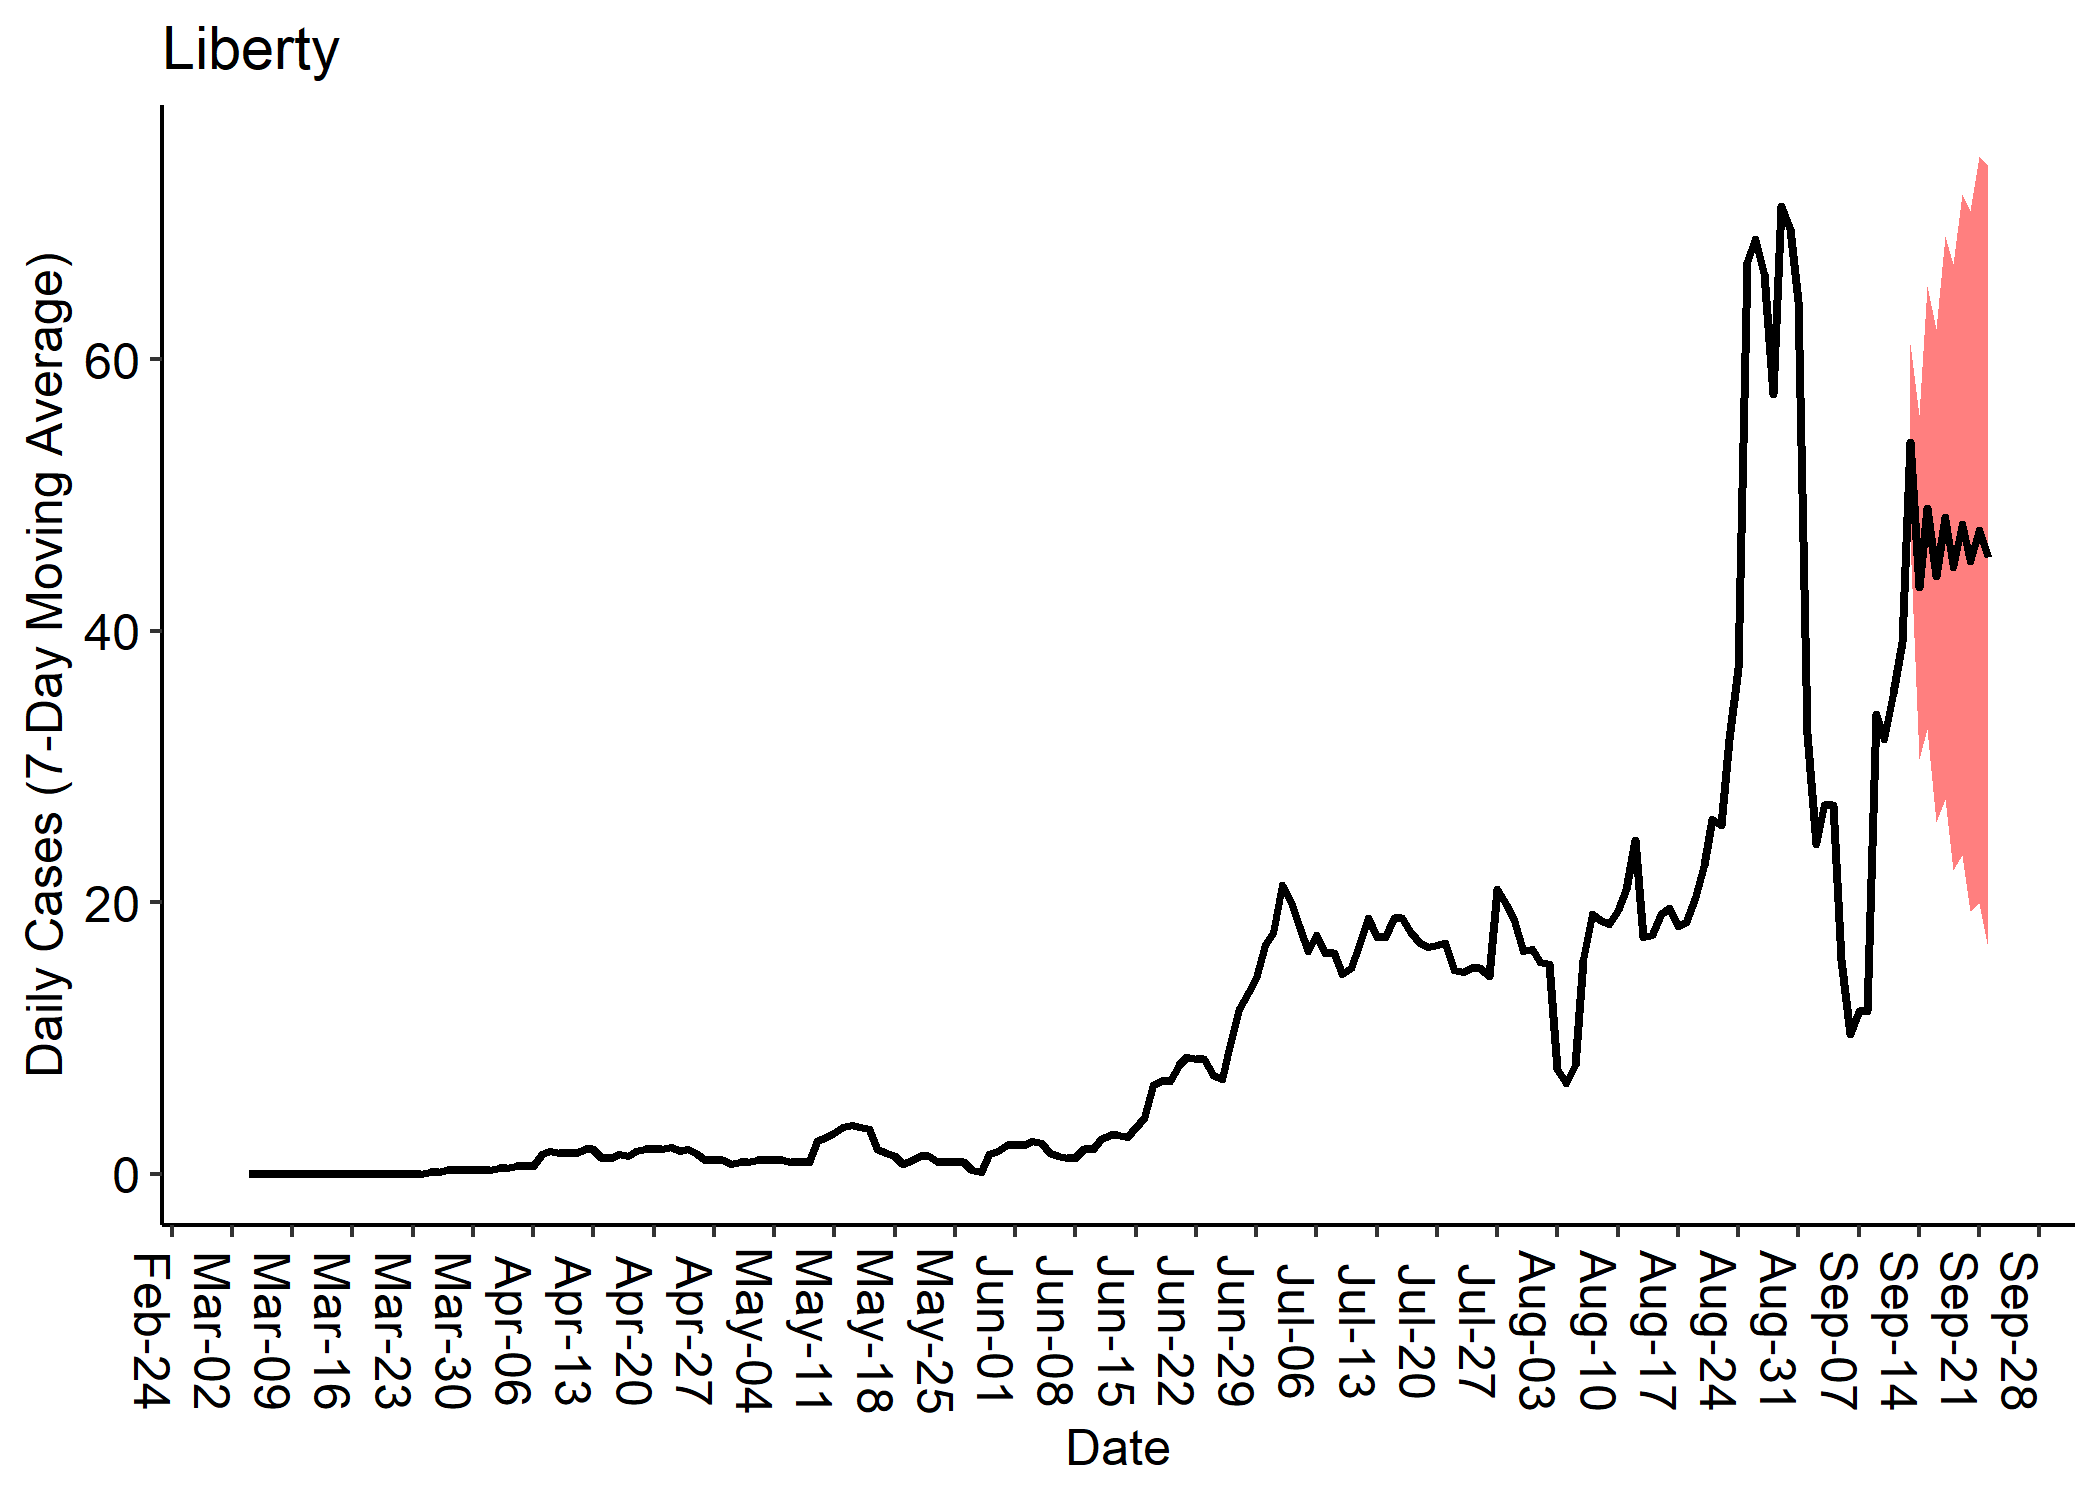 Liberty
Daily Cases (7-Day Moving Average)
60
40
20
0
Feb-24
Mar-02
Mar-09
Mar-16
Mar-23
Mar-30
Apr-06
Apr-13
Apr-20
Apr-27
May-04
May-11
May-18
May-25
Jun-01
Jun-08
Jun-15
Jun-22
Jun-29
Jul-06
Jul-13
Jul-20
Jul-27
Aug-03
Aug-10
Aug-17
Aug-24
Aug-31
Sep-07
Sep-14
Sep-21
Sep-28
Date